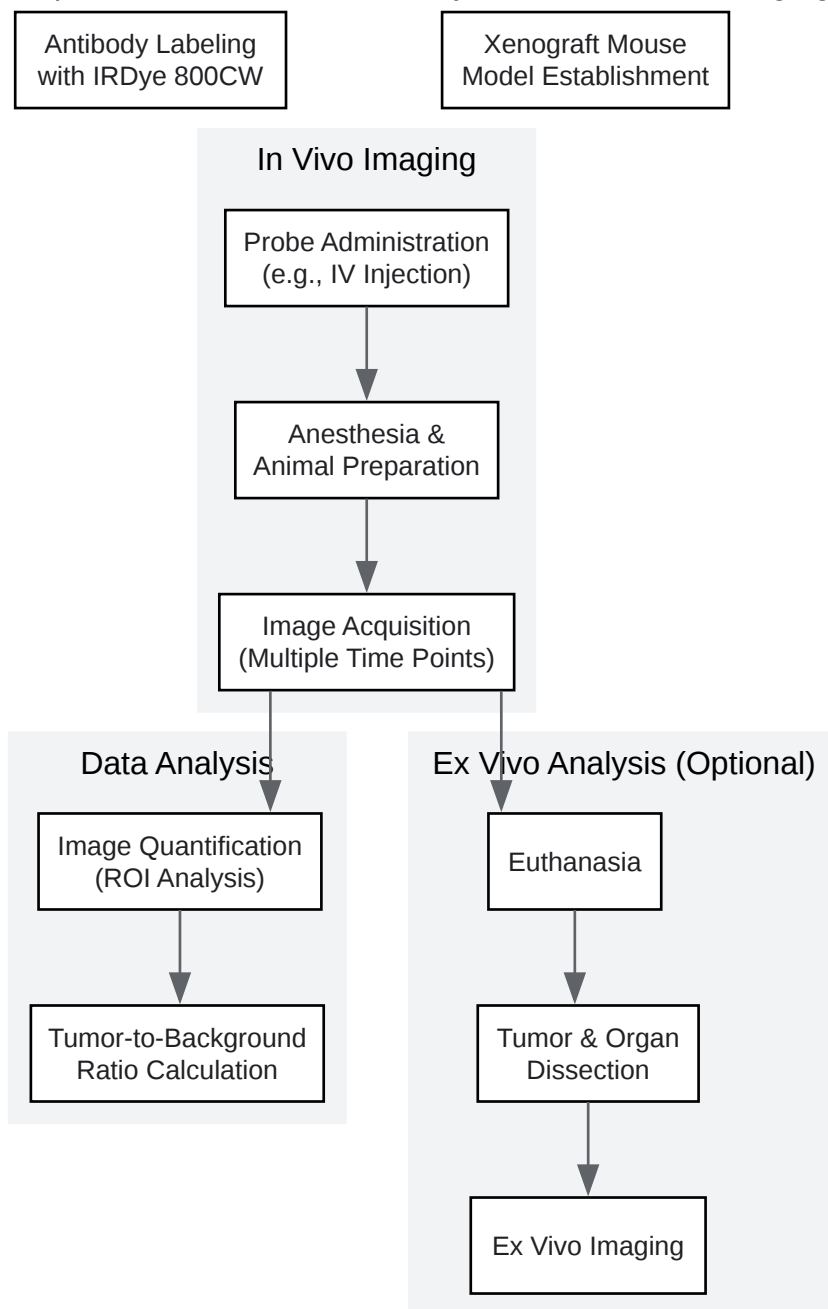 Antibody Labeling
with IRDye 800CW
Xenograft Mouse
Model Establishment
In Vivo Imaging
Probe Administration
(e.g., IV Injection)
Anesthesia &
Animal Preparation
Image Acquisition
(Multiple Time Points)
Data Analysis
Image Quantification
(ROI Analysis)
Tumor-to-Background
Ratio Calculation
Ex Vivo Analysis (Optional)
Euthanasia
Tumor & Organ
Dissection
Ex Vivo Imaging